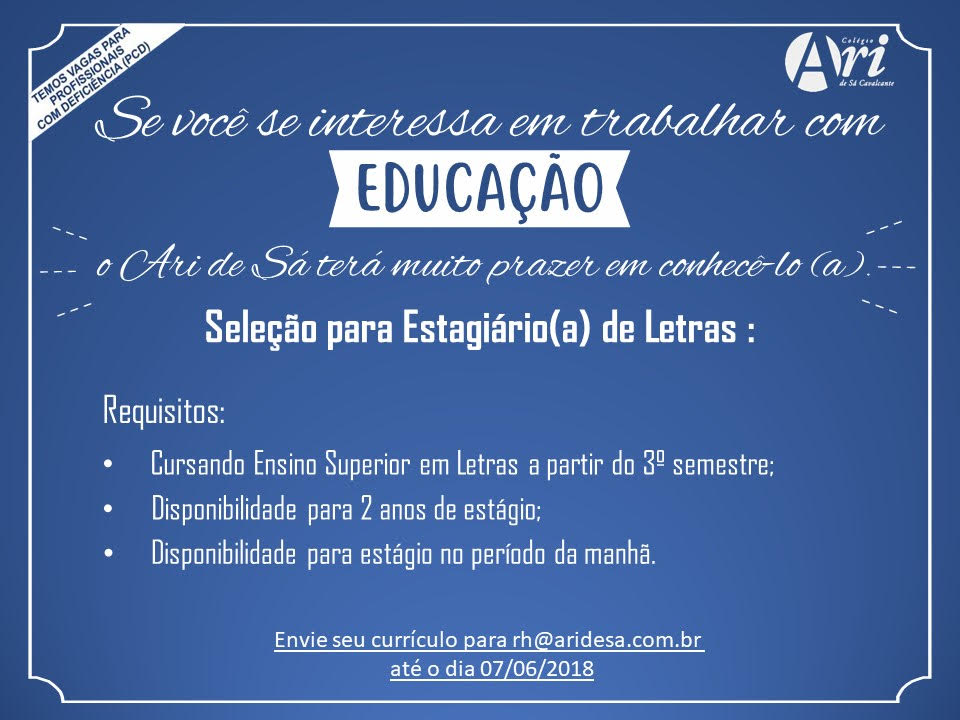 TEMOS VAGAS PARA
PROFISSIONAIS
COM DEFICIÊNCIA (PCD)
Colégio
Ari
de Sá Cavalcante
Se você se interessa em trabalhar com
EDUCAÇÃO
o Ari de Sá terá muito prazer em conhecê-lo (a).
Seleção para Estagiário(a) de Letras :
Requisitos:
• Cursando Ensino Superior em Letras a partir do 3º semestre;
• Disponibilidade para 2 anos de estágio;
• Disponibilidade para estágio no período da manhã.
Envie seu currículo para rh@aridesa.com.br
até o dia 07/06/2018